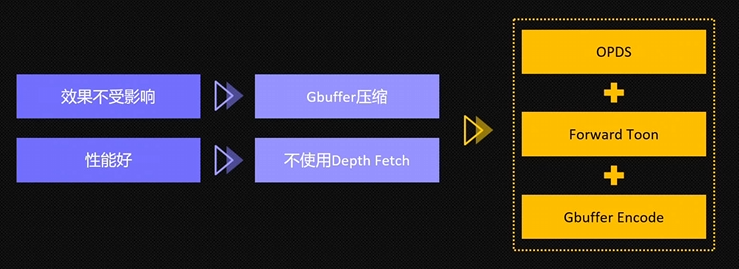 效果不受影响
Gbuffer压缩
性能好
不使用Depth Fetch
OPDS
Forward Toon
Gbuffer Encode